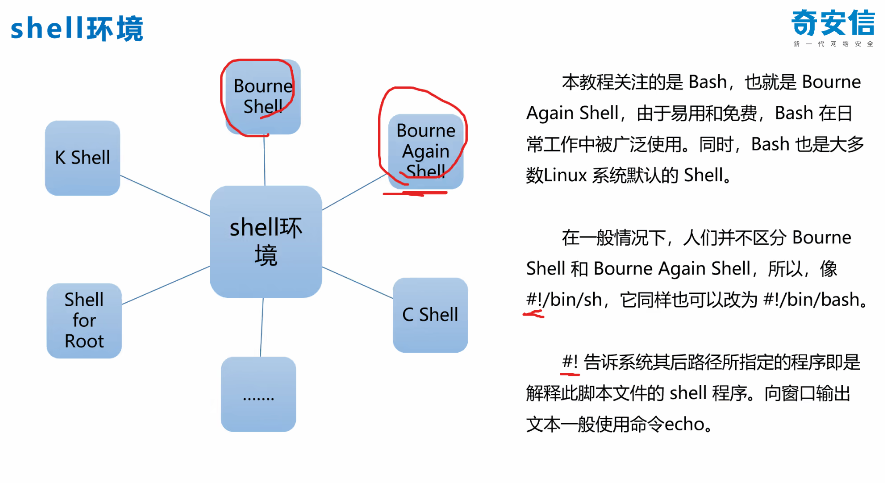 shell环境
奇安信
新一代网络安全
Bourne
Shell
Bourne
Again
Shell
K Shell
shell环
境
Shell
for
Root
C Shell
.......
本教程关注的是 Bash，也就是 Bourne
Again Shell，由于易用和免费，Bash 在日
常工作中被广泛使用。同时，Bash 也是大多
数Linux 系统默认的 Shell。
在一般情况下，人们并不区分 Bourne
Shell 和 Bourne Again Shell，所以，像
#!/bin/sh，它同样也可以改为 #!/bin/bash。
#! 告诉系统其后路径所指定的程序即是
解释此脚本文件的 shell 程序。向窗口输出
文本一般使用命令echo。